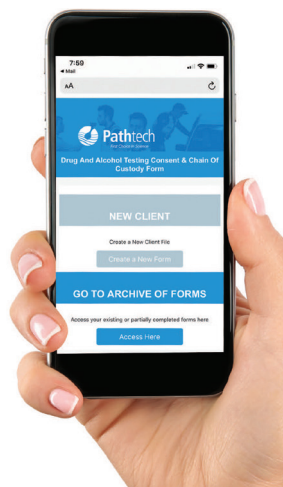 7:59
◀ Mail
AA
Pathtech
Drug And Alcohol Testing Consent & Chain Of
Custody Form
NEW CLIENT
Create a New Client File
Create a New Form
GO TO ARCHIVE OF FORMS
Access your existing or partially completed forms here
Access Here